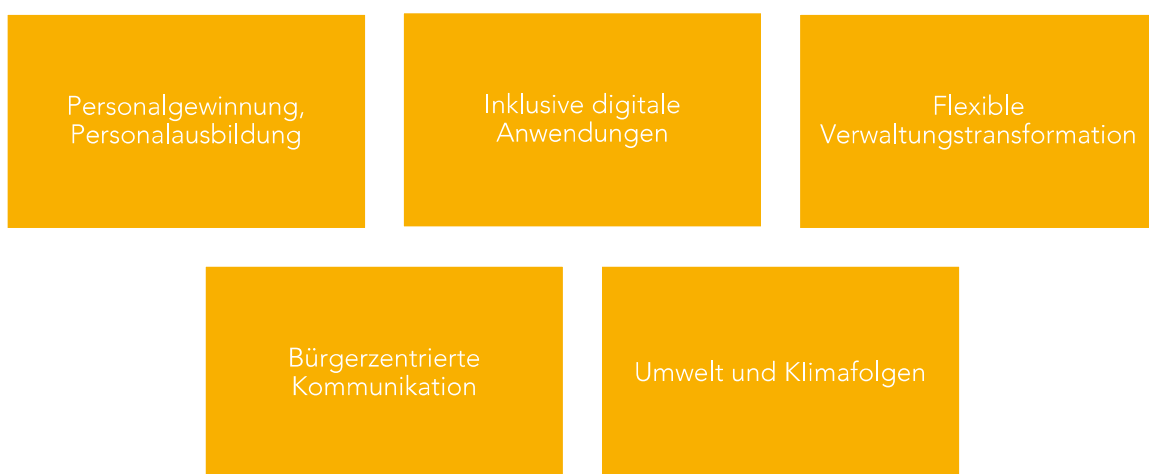 Personalgewinnung,
Personalausbildung
Inklusive digitale
Anwendungen
Flexible
Verwaltungstransformation
Bürgerzentrierte
Kommunikation
Umwelt und Klimafolgen